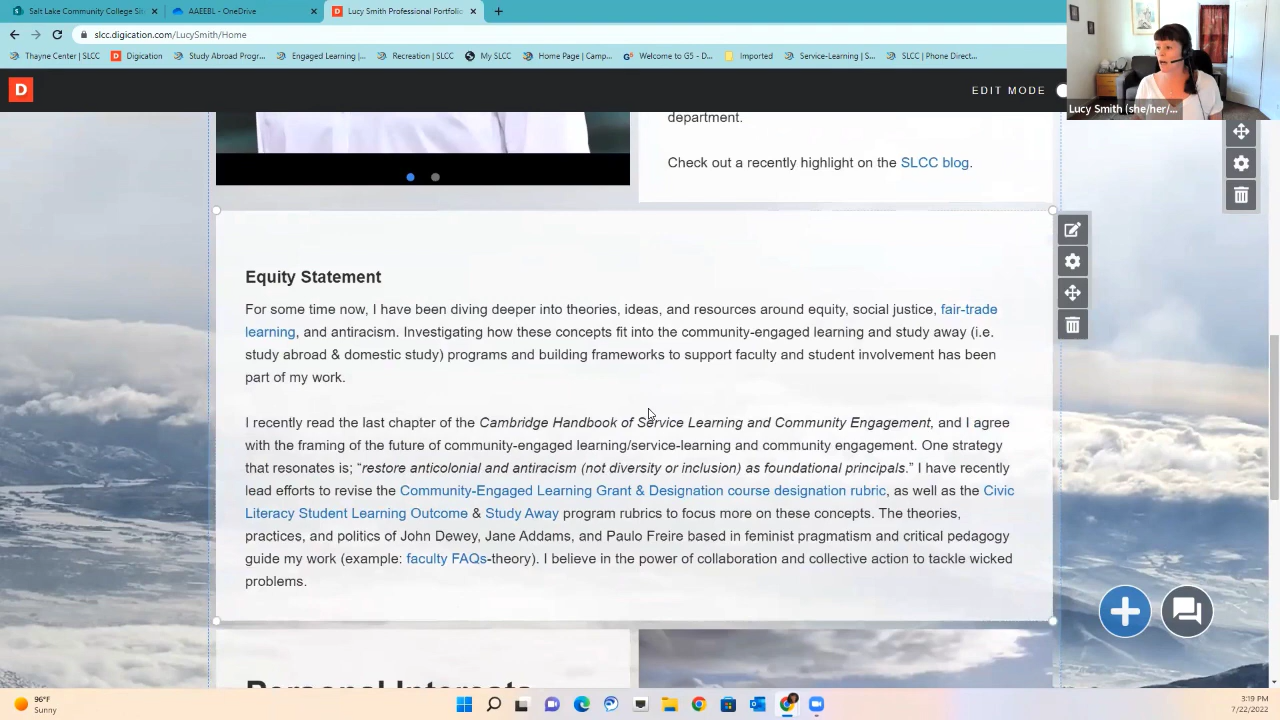 Salt Lake Community College Sit
AAEEBL - OneDrive
Lucy Smith Professional Portfolio
slcc.digication.com/LucySmith/Home
Thayne Center | SLCC
Digication
Study Abroad Progr...
Engaged Learning |...
Recreation | SLCC
My SLCC
Home Page | Camp...
Welcome to G5 - D...
Imported
Service-Learning | S...
SLCC | Phone Direct...
Lucy Smith (she/her/...
D
EDIT MODE
department.
Check out a recently highlight on the SLCC blog.
Equity Statement
For some time now, I have been diving deeper into theories, ideas, and resources around equity, social justice, fair-trade
learning, and antiracism. Investigating how these concepts fit into the community-engaged learning and study away (i.e.
study abroad & domestic study) programs and building frameworks to support faculty and student involvement has been
part of my work.
I recently read the last chapter of the Cambridge Handbook of Service Learning and Community Engagement, and I agree
with the framing of the future of community-engaged learning/service-learning and community engagement. One strategy
that resonates is; “restore anticolonial and antiracism (not diversity or inclusion) as foundational principals.” I have recently
lead efforts to revise the Community-Engaged Learning Grant & Designation course designation rubric, as well as the Civic
Literacy Student Learning Outcome & Study Away program rubrics to focus more on these concepts. The theories,
practices, and politics of John Dewey, Jane Addams, and Paulo Freire based in feminist pragmatism and critical pedagogy
guide my work (example: faculty FAQs-theory). I believe in the power of collaboration and collective action to tackle wicked
problems.
Personal Interests
96°F
Sunny
3:19 PM
7/22/2022